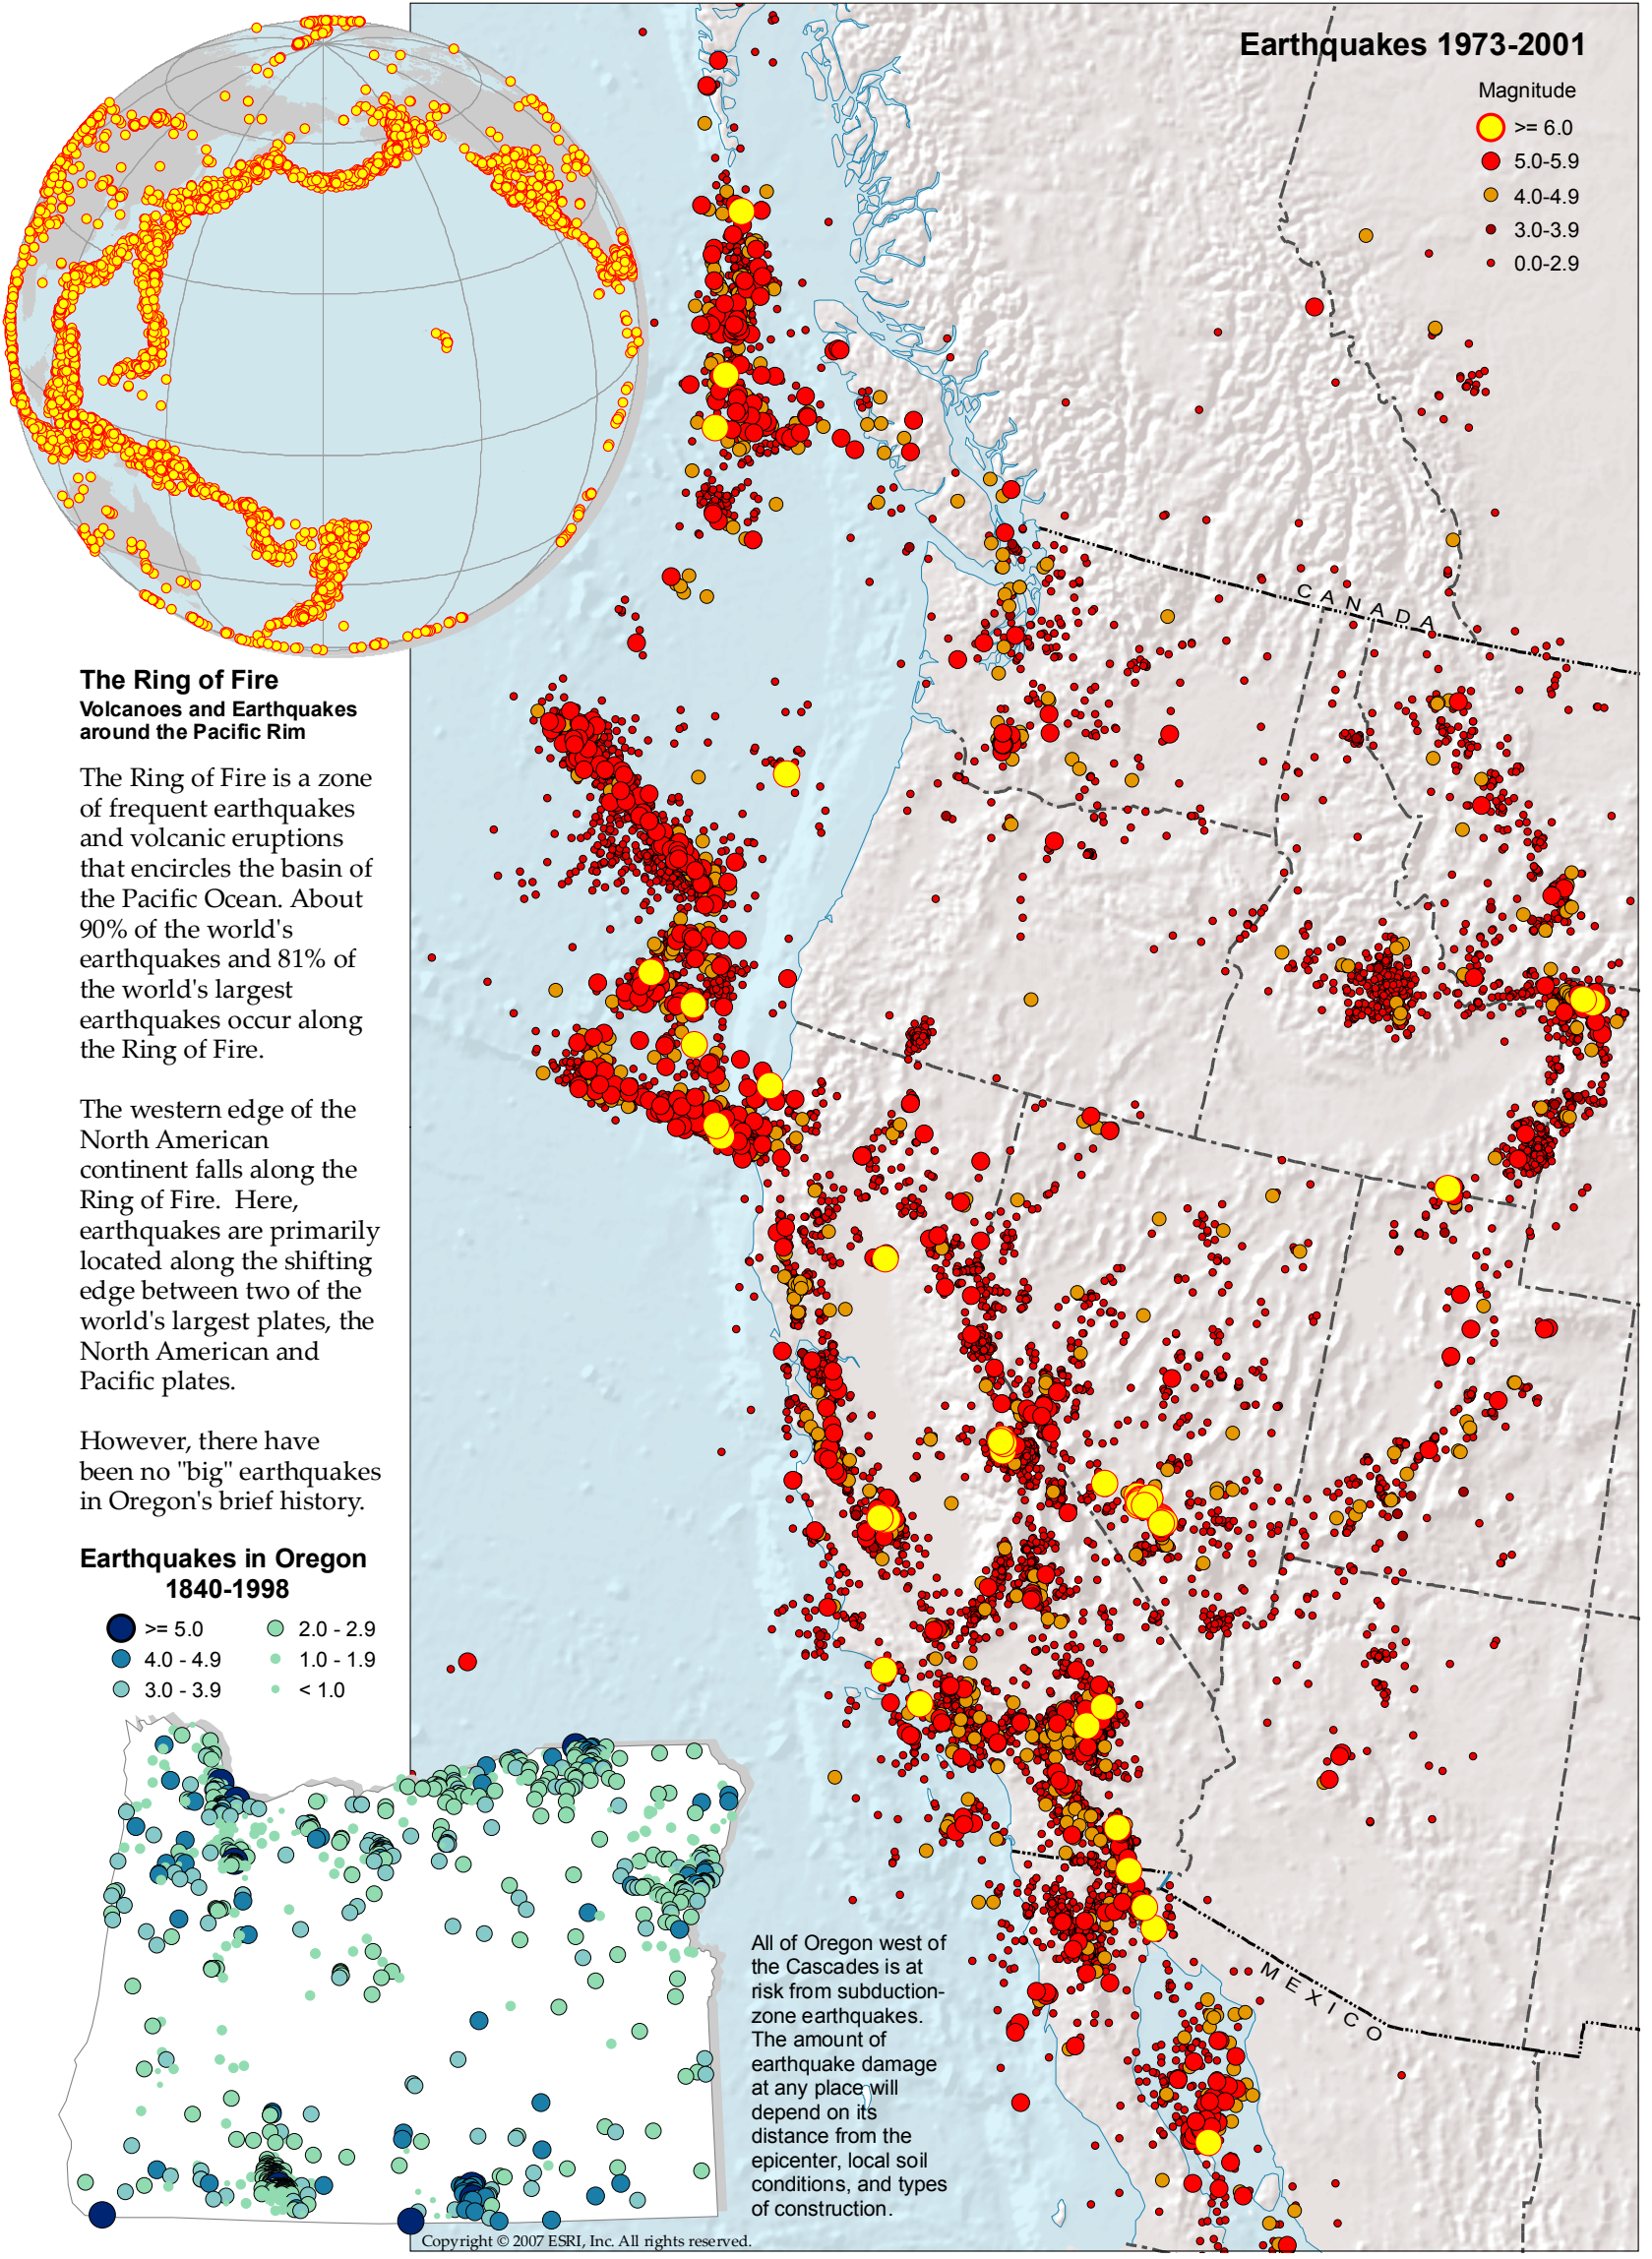 Earthquakes 1973-2001
Magnitude
>= 6.0
5.0-5.9
4.0-4.9
3.0-3.9
0.0-2.9
CANADA
MEXICO
The Ring of Fire
Volcanoes and Earthquakes
around the Pacific Rim
The Ring of Fire is a zone
of frequent earthquakes
and volcanic eruptions
that encircles the basin of
the Pacific Ocean. About
90% of the world's
earthquakes and 81% of
the world's largest
earthquakes occur along
the Ring of Fire.
The western edge of the
North American
continent falls along the
Ring of Fire.  Here,
earthquakes are primarily
located along the shifting
edge between two of the
world's largest plates, the
North American and
Pacific plates.
However, there have
been no "big" earthquakes
in Oregon's brief history.
Earthquakes in Oregon
1840-1998
>= 5.0
4.0 - 4.9
3.0 - 3.9
2.0 - 2.9
1.0 - 1.9
< 1.0
All of Oregon west of
the Cascades is at
risk from subduction-
zone earthquakes.
The amount of
earthquake damage
at any place will
depend on its
distance from the
epicenter, local soil
conditions, and types
of construction.
Copyright © 2007 ESRI, Inc. All rights reserved.